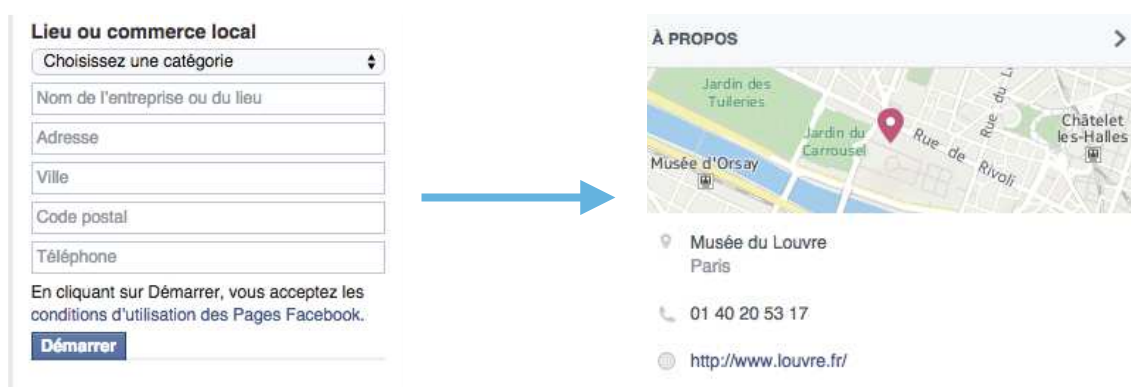 Lieu ou commerce local
Choisissez une catégorie
Nom de l'entreprise ou du lieu
Adresse
Ville
Code postal
Téléphone
En cliquant sur Démarrer, vous acceptez les
conditions d'utilisation des Pages Facebook.
Démarrer
À PROPOS
Jardin des
Tuileries
Jardin du
Carrousel
Musée d'Orsay
Rue de Rivoli
Rue du L
Châtelet
les-Halles
Musée du Louvre
Paris
01 40 20 53 17
http://www.louvre.fr/